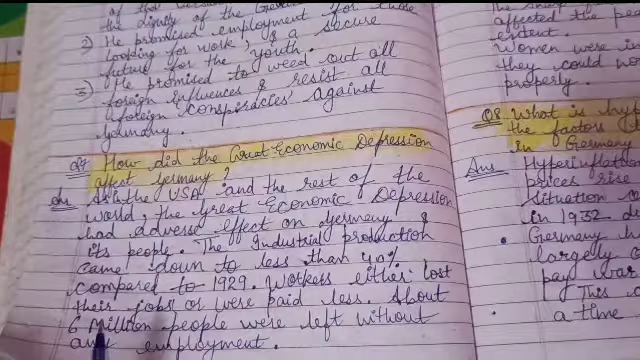 the dignity of the
2) He promised employment for those
looking for work, & a secure
future for the youth.
3) He promised to weed out all
foreign influences & resist all
foreign 'conspiracies' against
Germany.
Q7 How did the Great Economic Depression
affect Germany?
Ans As in the USA and the rest of the
world, the Great Economic Depression
had adverse effect on Germany &
its people. The Industrial production
came down to less than 40%
compared to 1929. Workers either lost
their jobs or were paid less. About
6 Million people were left without
any employment.
affected the
extent.
Women were
they could
properly.
Q8 What is
the factors
in Germany
Ans Hyperinflation
prices rise
situation
in 1932
Germany
largely
pay war
This
a time